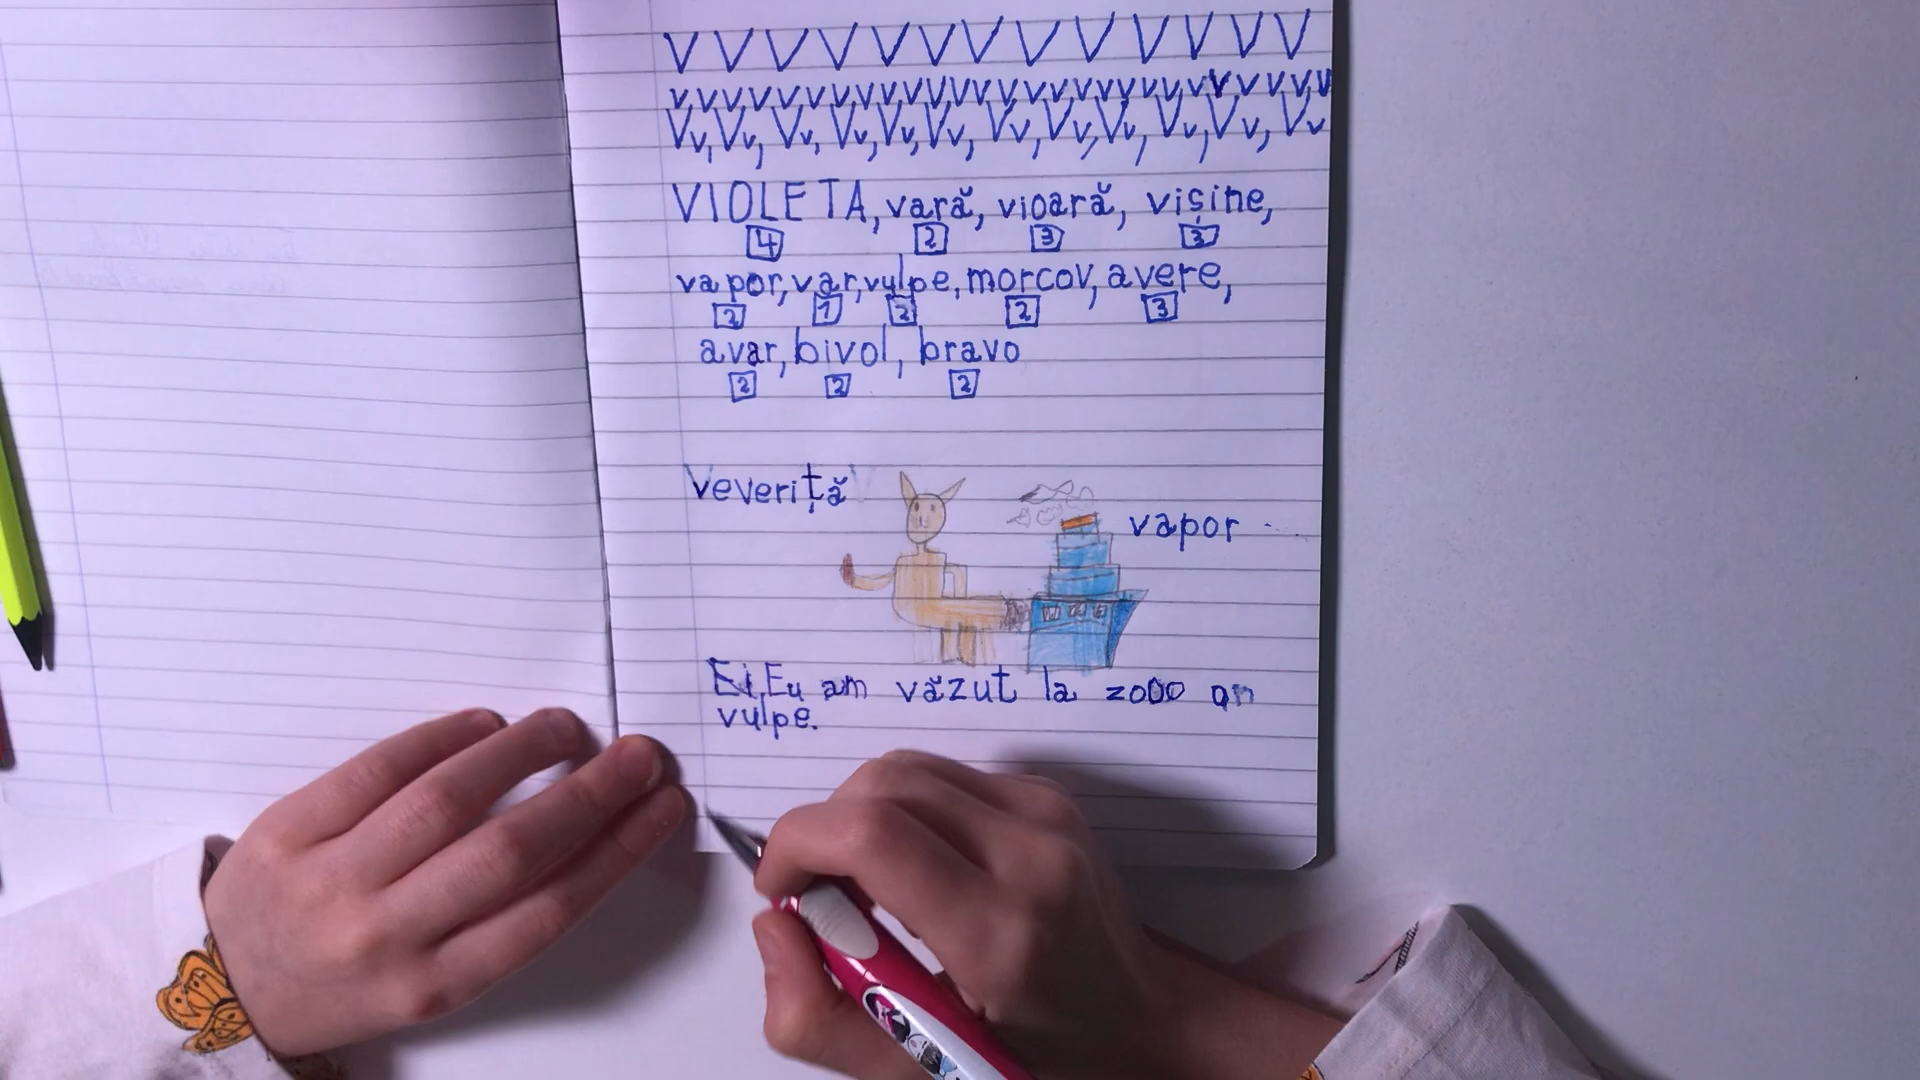 V V V V V V V V V V V V V
v v v v v v v v v v v v v v v v v v v v v v v v v v v
Vv, Vv, Vv, Vv, Vv, Vv, Vv, Vv, Vv, Vv, Vv, Vv
VIOLETA, vară, vioară, vișine,
4 2 3 3
vapor, var, vulpe, morcov, avere,
2 1 2 2 3
avar, bivol, bravo
2 2 2
Veveriță
vapor
Eu am văzut la zooo
vulpe.